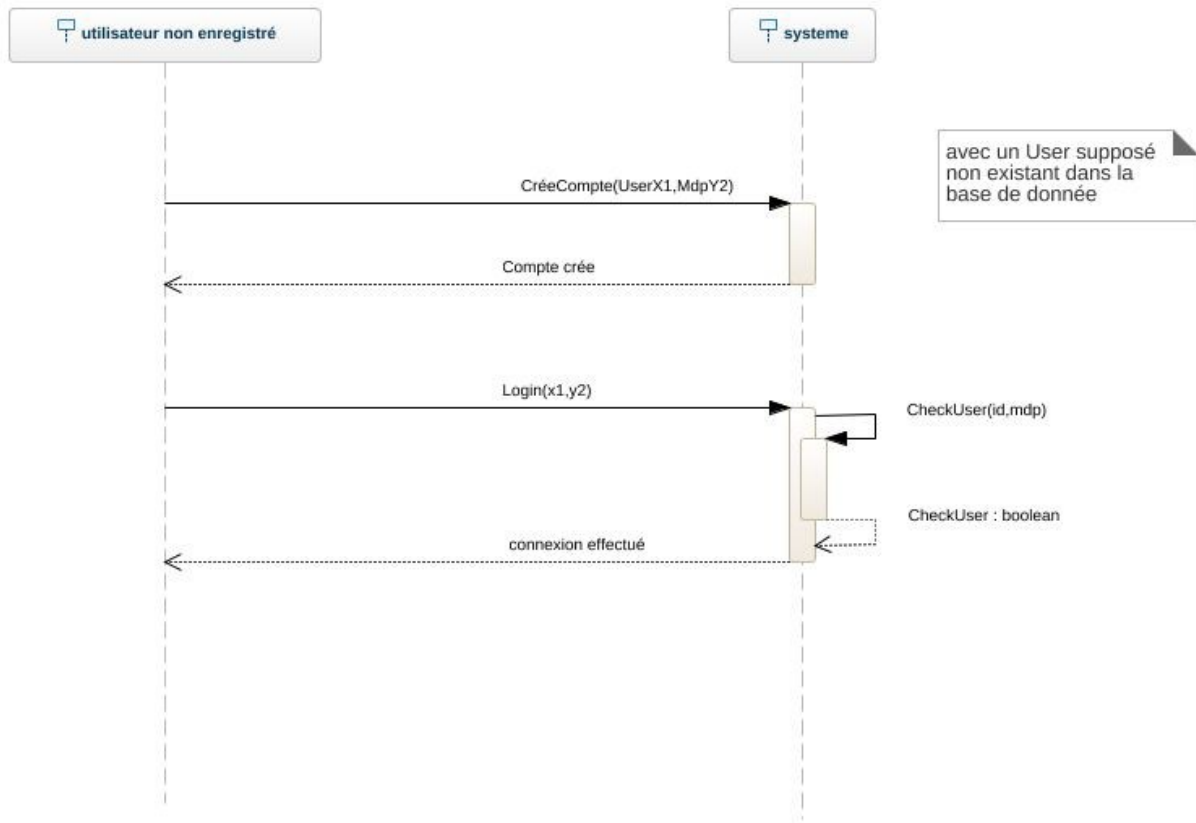 utilisateur non enregistré
systeme
avec un User supposé
non existant dans la
base de donnée
CréeCompte(UserX1,MdpY2)
Compte crée
Login(x1,y2)
CheckUser(id,mdp)
CheckUser : boolean
connexion effectué